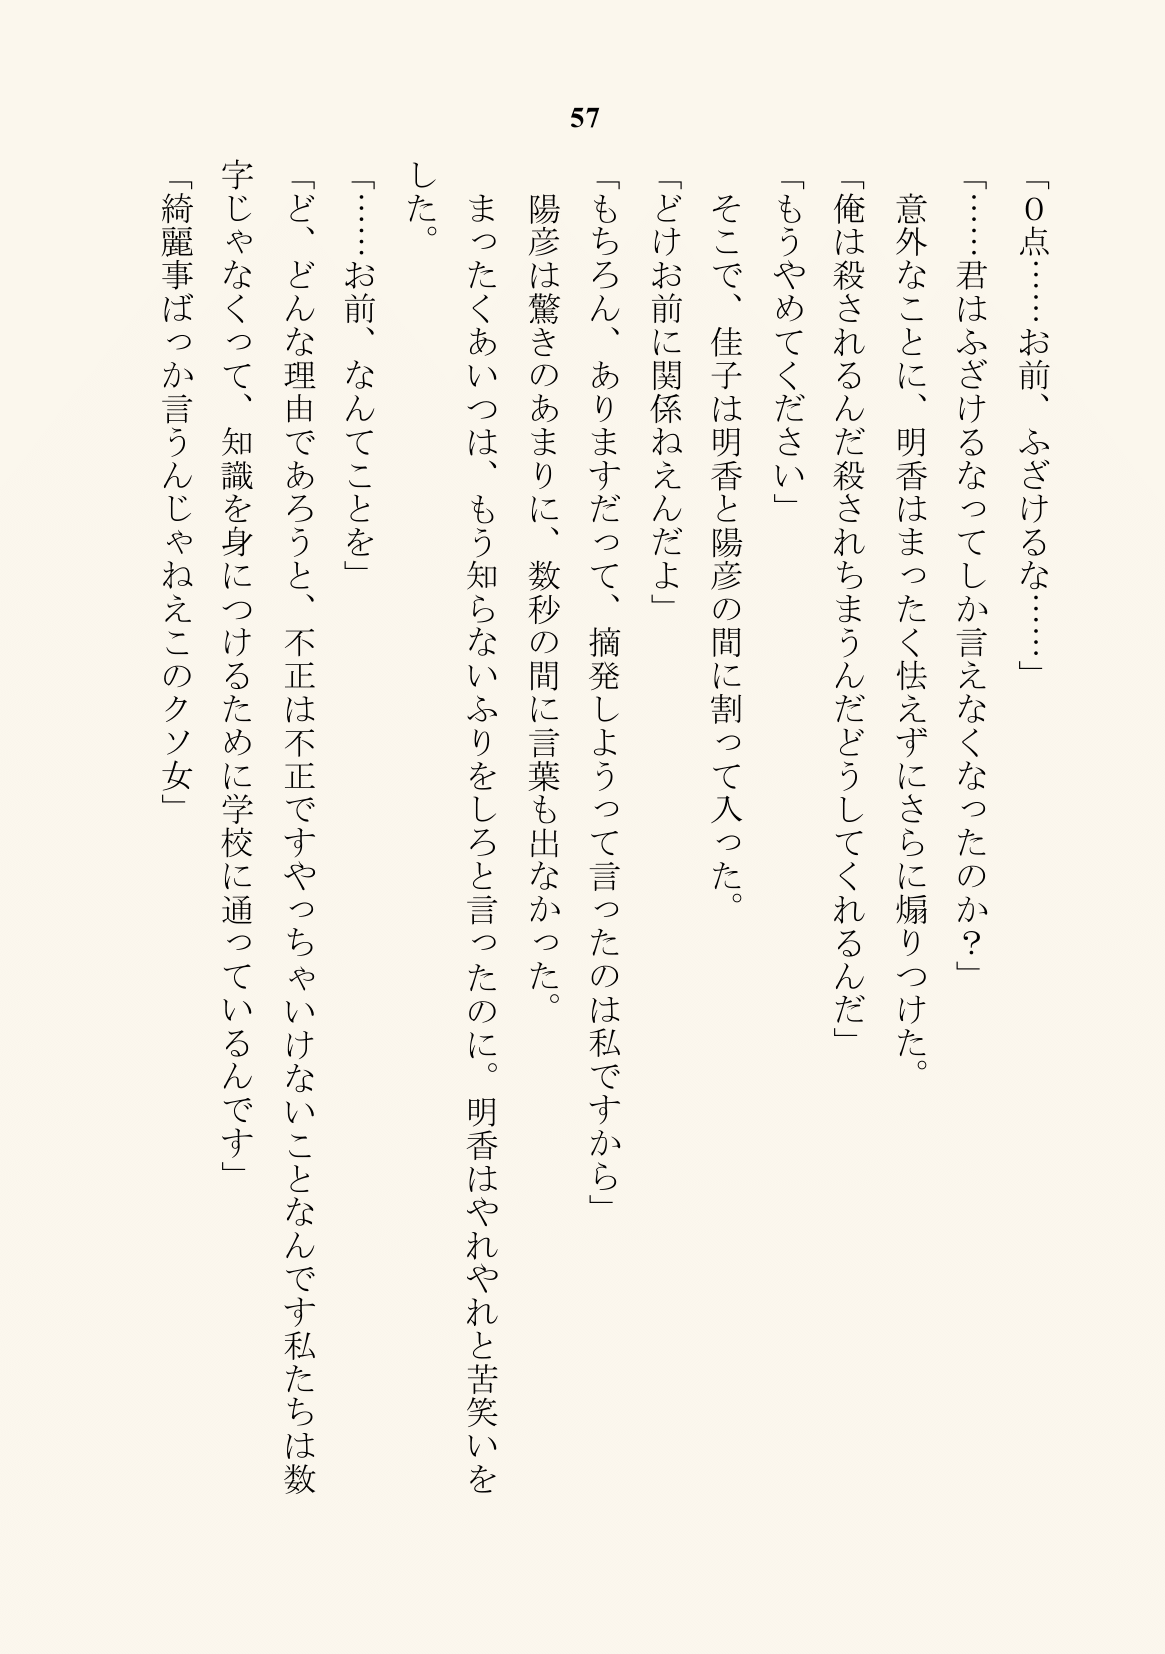 57
「０点……お前、ふざけるな……」
「……君はふざけるなってしか言えなくなったのか？」
　意外なことに、明香はまったく怯えずにさらに煽りつけた。
「俺は殺されるんだ殺されちまうんだどうしてくれるんだ」
「もうやめてください」
　そこで、佳子は明香と陽彦の間に割って入った。
「どけお前に関係ねえんだよ」
「もちろん、ありますだって、摘発しようって言ったのは私ですから」
　陽彦は驚きのあまりに、数秒の間に言葉も出なかった。
　まったくあいつは、もう知らないふりをしろと言ったのに。明香はやれやれと苦笑いを
した。
「……お前、なんてことを」
「ど、どんな理由であろうと、不正は不正ですやっちゃいけないことなんです私たちは数
字じゃなくって、知識を身につけるために学校に通っているんです」
「綺麗事ばっか言うんじゃねえこのクソ女」